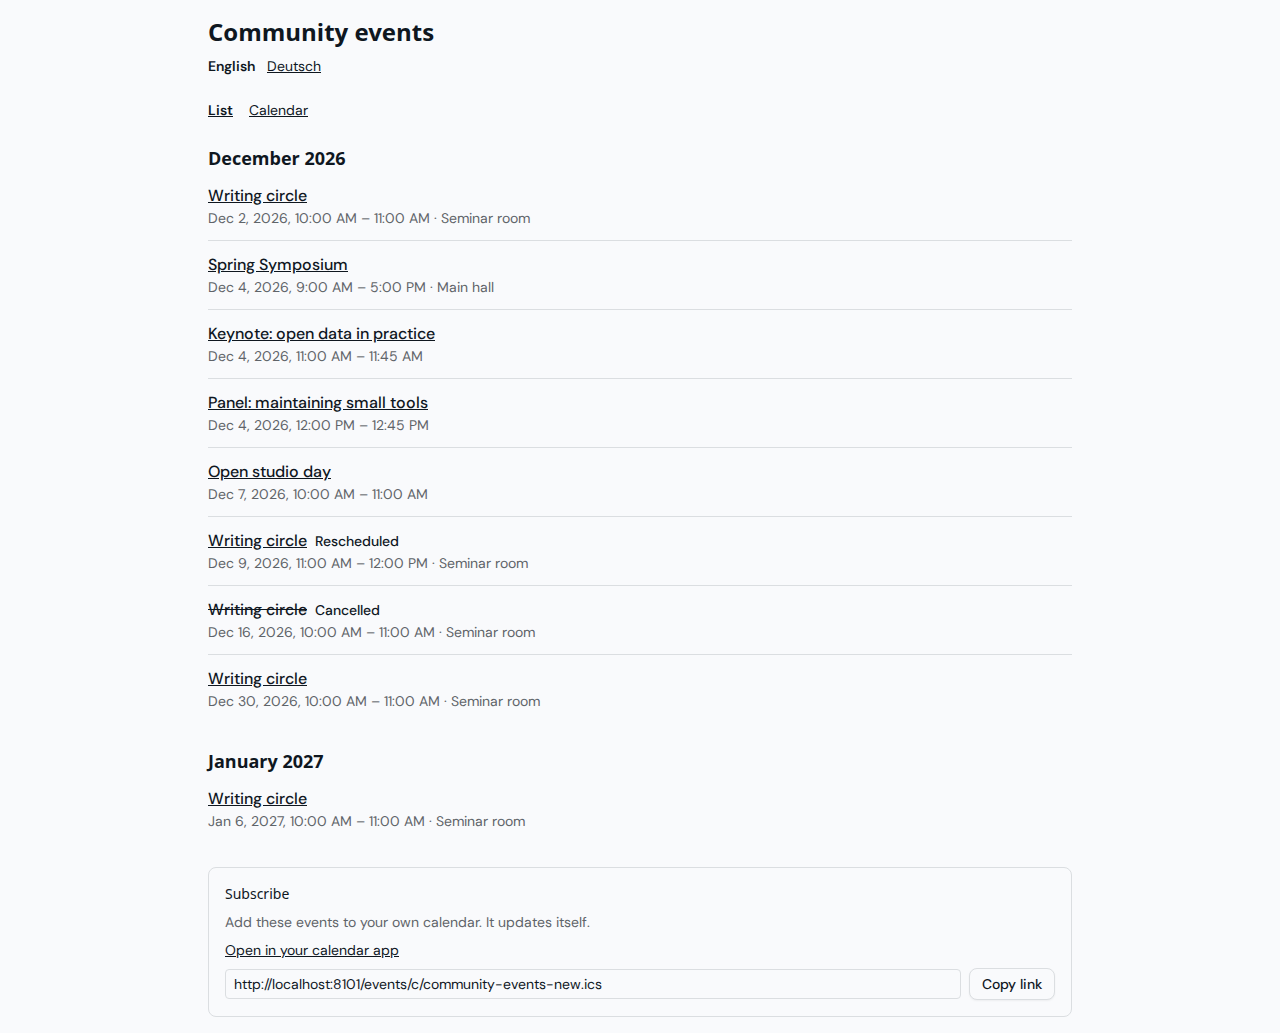 Community events
English Deutsch
List Calendar
December 2026
Writing circle
Dec 2, 2026, 10:00 AM – 11:00 AM · Seminar room
Spring Symposium
Dec 4, 2026, 9:00 AM – 5:00 PM · Main hall
Keynote: open data in practice
Dec 4, 2026, 11:00 AM – 11:45 AM
Panel: maintaining small tools
Dec 4, 2026, 12:00 PM – 12:45 PM
Open studio day
Dec 7, 2026, 10:00 AM – 11:00 AM
Writing circle Rescheduled
Dec 9, 2026, 11:00 AM – 12:00 PM · Seminar room
Writing circle Cancelled
Dec 16, 2026, 10:00 AM – 11:00 AM · Seminar room
Writing circle
Dec 30, 2026, 10:00 AM – 11:00 AM · Seminar room
January 2027
Writing circle
Jan 6, 2027, 10:00 AM – 11:00 AM · Seminar room
Subscribe
Add these events to your own calendar. It updates itself.
Open in your calendar app
http://localhost:8101/events/c/community-events-new.ics Copy link